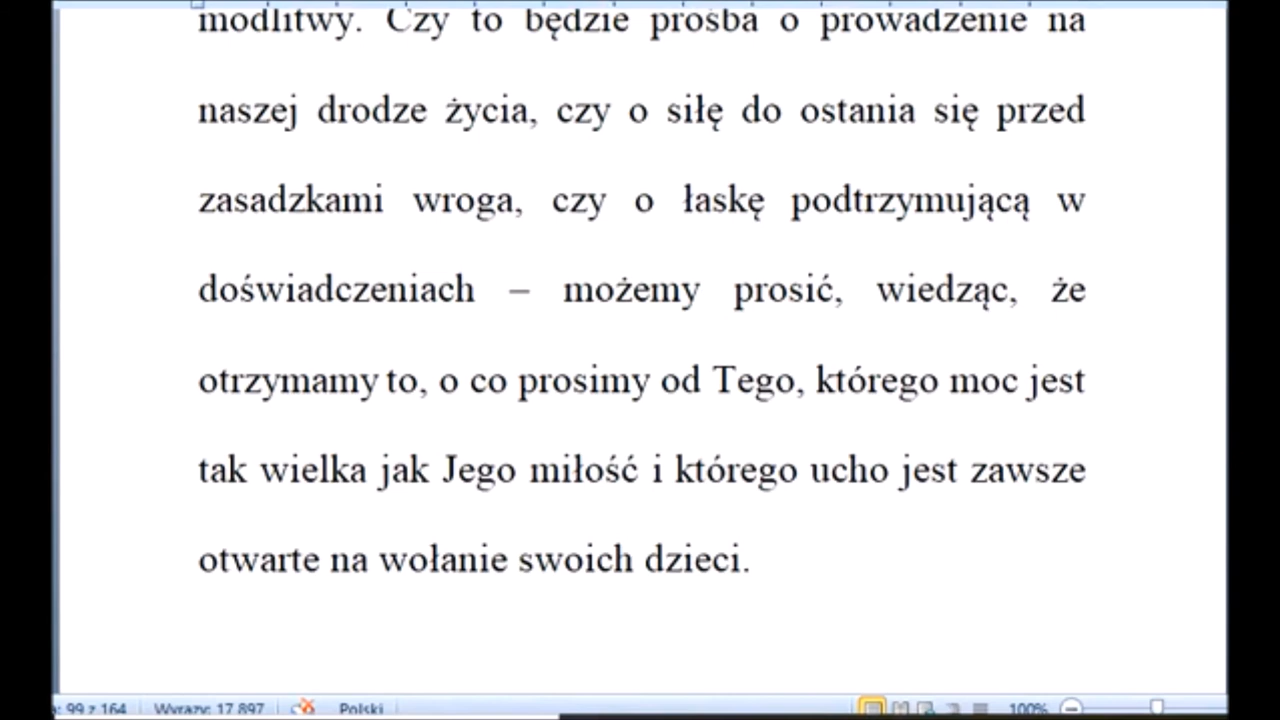 modlitwy. Czy to będzie prośba o prowadzenie na
naszej drodze życia, czy o siłę do ostania się przed
zasadzkami wroga, czy o łaskę podtrzymującą w
doświadczeniach – możemy prosić, wiedząc, że
otrzymamy to, o co prosimy od Tego, którego moc jest
tak wielka jak Jego miłość i którego ucho jest zawsze
otwarte na wołanie swoich dzieci.
: 99 z 164 Wyrazy: 17 897 Polski 100%